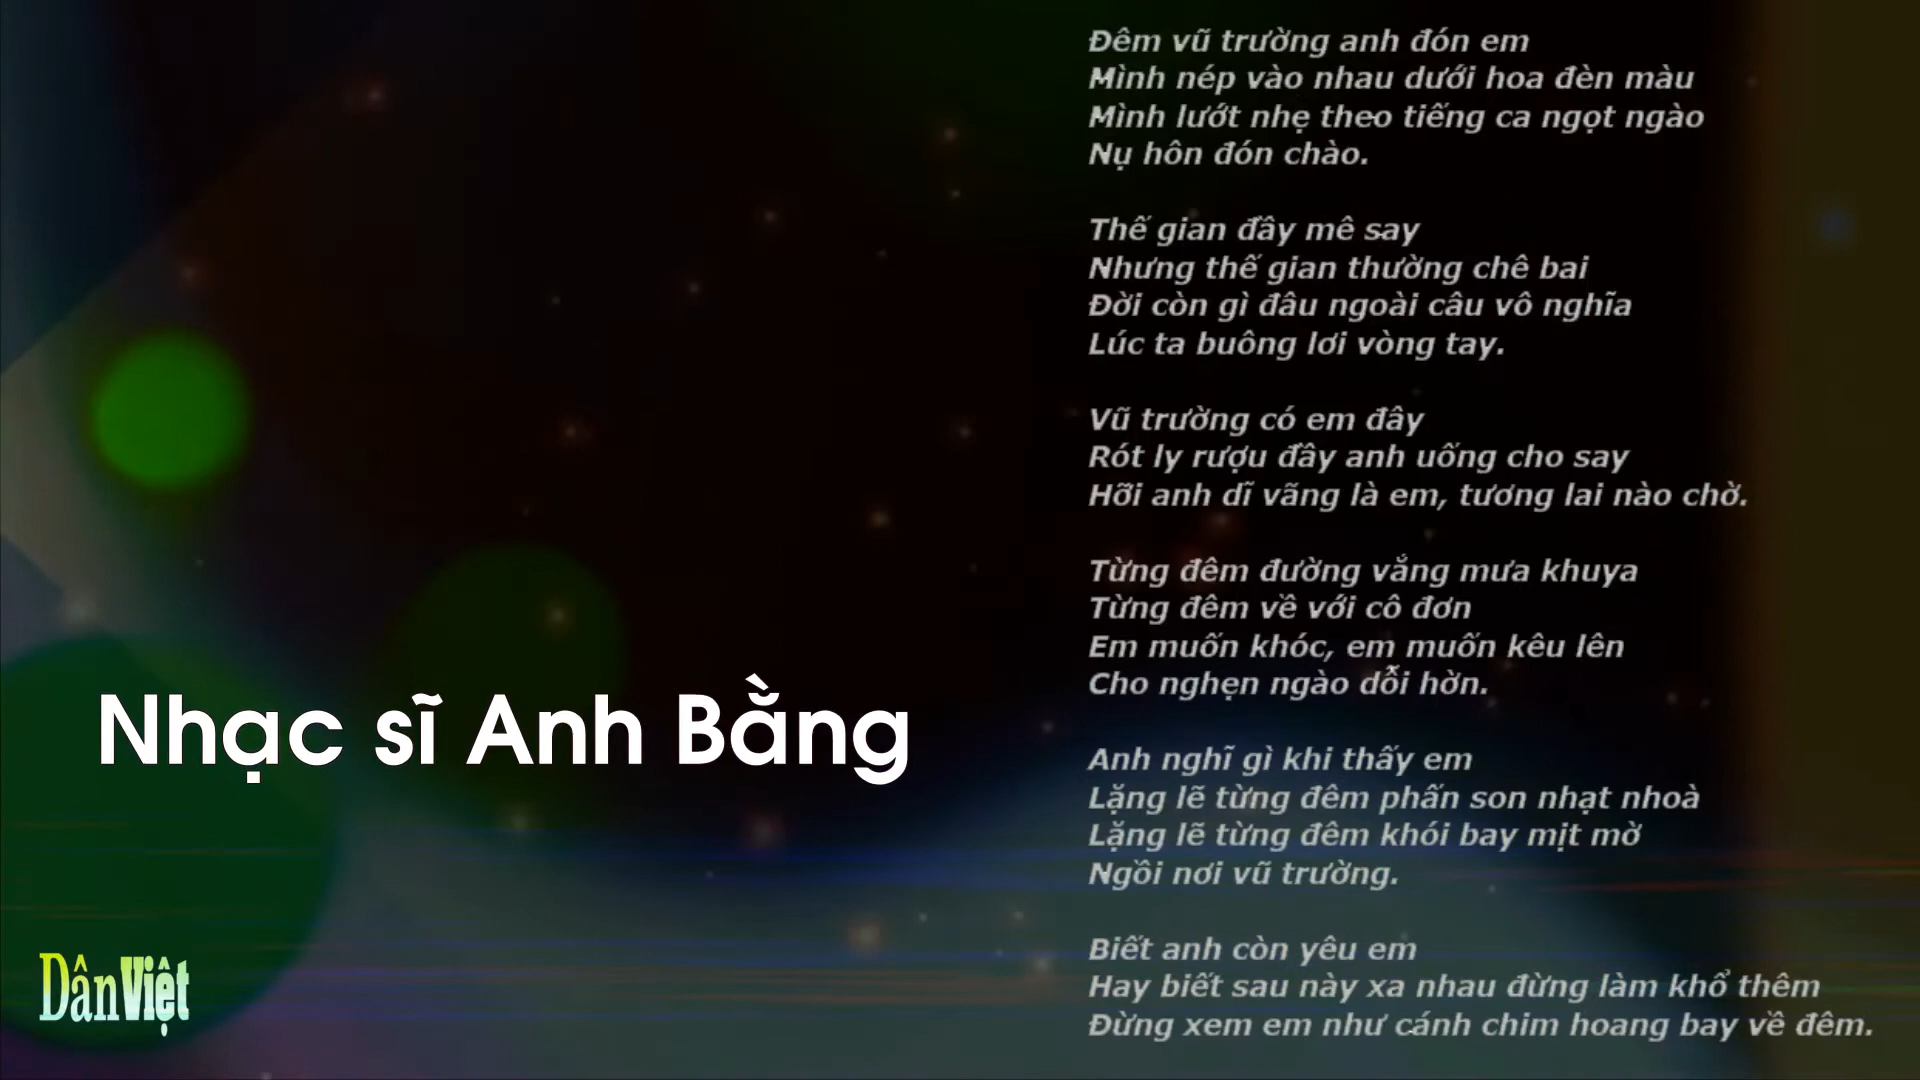 Đêm vũ trường anh đón em
Mình nép vào nhau dưới hoa đèn màu
Mình lướt nhẹ theo tiếng ca ngọt ngào
Nụ hôn đón chào.
Thế gian đầy mê say
Nhưng thế gian thường chê bai
Đời còn gì đâu ngoài câu vô nghĩa
Lúc ta buông lơi vòng tay.
Vũ trường có em đây
Rót ly rượu đầy anh uống cho say
Hỡi anh dĩ vãng là em, tương lai nào chờ.
Từng đêm đường vắng mưa khuya
Từng đêm về với cô đơn
Em muốn khóc, em muốn kêu lên
Cho nghẹn ngào dỗi hờn.
Anh nghĩ gì khi thấy em
Lặng lẽ từng đêm phấn son nhạt nhoà
Lặng lẽ từng đêm khói bay mịt mờ
Ngồi nơi vũ trường.
Biết anh còn yêu em
Hay biết sau này xa nhau đừng làm khổ thêm
Đừng xem em như cánh chim hoang bay về đêm.
Nhạc sĩ Anh Bằng
DânViệt